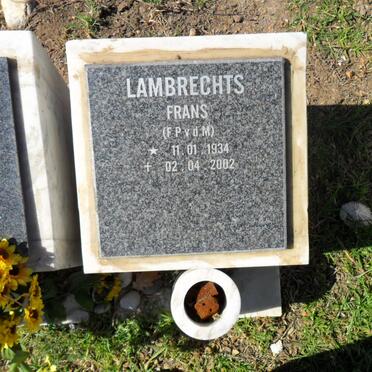 LAMBRECHTS
FRANS
(F P v d M)
★ 11 . 01 . 1934
✝ 02 . 04 . 2002